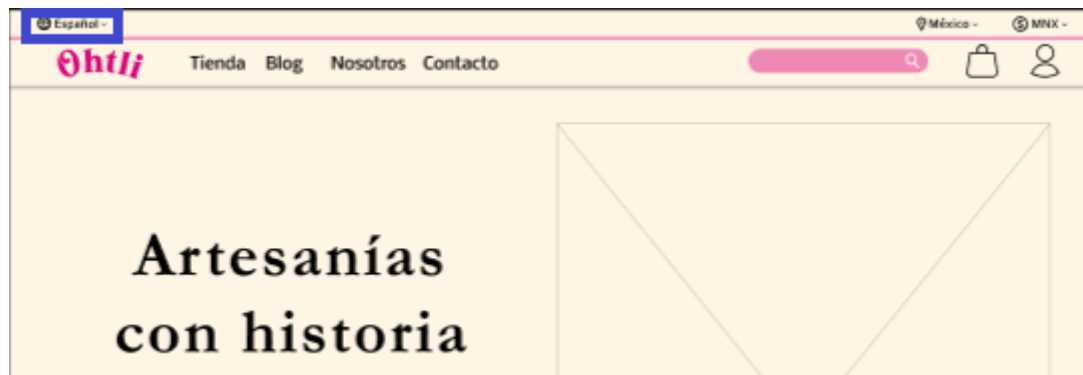 Español
México
MNX
Ohtli
Tienda Blog Nosotros Contacto
Artesanías
con historia